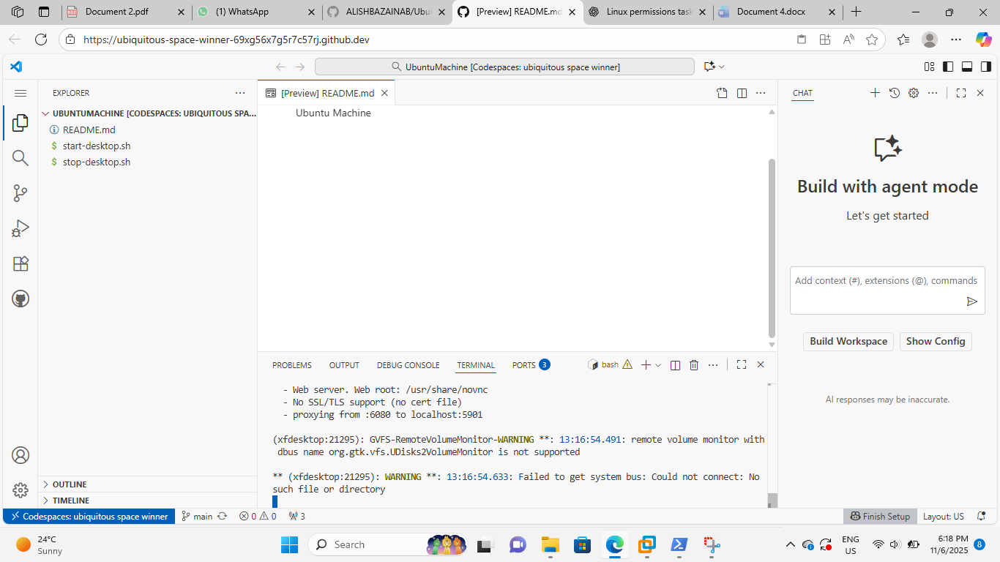 Document 2.pdf
(1) WhatsApp
ALISHBAZAINAB/Ubu
[Preview] README.md
Linux permissions task
Document 4.docx
https://ubiquitous-space-winner-69xg56x7g5r7c57rj.github.dev
UbuntuMachine [Codespaces: ubiquitous space winner]
EXPLORER
UBUNTUMACHINE [CODESPACES: UBIQUITOUS SPA...
README.md
start-desktop.sh
stop-desktop.sh
OUTLINE
TIMELINE
[Preview] README.md
Ubuntu Machine
PROBLEMS
OUTPUT
DEBUG CONSOLE
TERMINAL
PORTS 3
bash
- Web server. Web root: /usr/share/novnc
- No SSL/TLS support (no cert file)
- proxying from :6080 to localhost:5901
(xfdesktop:21295): GVFS-RemoteVolumeMonitor-WARNING **: 13:16:54.491: remote volume monitor with
dbus name org.gtk.vfs.UDisks2VolumeMonitor is not supported
** (xfdesktop:21295): WARNING **: 13:16:54.633: Failed to get system bus: Could not connect: No
such file or directory
CHAT
Build with agent mode
Let's get started
Add context (#), extensions (@), commands
Build Workspace
Show Config
AI responses may be inaccurate.
Codespaces: ubiquitous space winner
main
0
0
3
Finish Setup
Layout: US
24°C
Sunny
Search
ENG
US
6:18 PM
11/6/2025
8